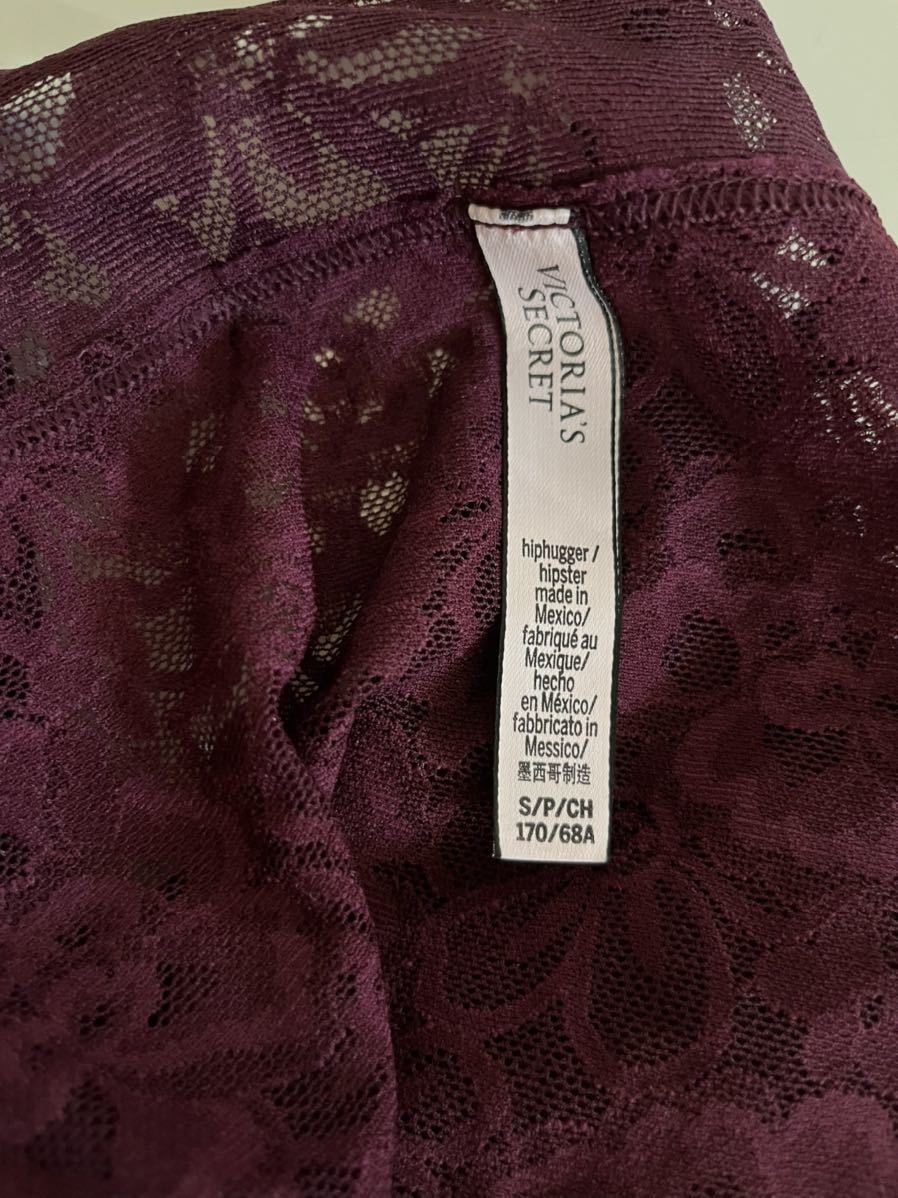 VICTORIA'S
SECRET
hiphugger /
hipster
made in
Mexico/
fabriqué au
Mexique/
hecho
en México/
fabbricato in
Messico/
墨西哥制造
S/P/CH
170/68A